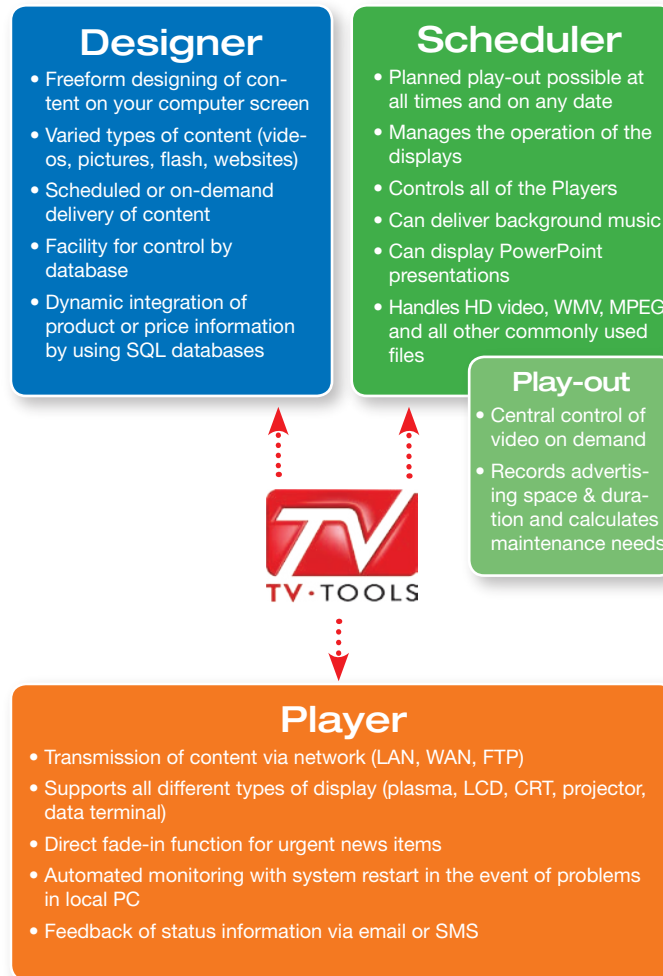 Designer
• Freeform designing of con-
tent on your computer screen
• Varied types of content (vide-
os, pictures, flash, websites)
• Scheduled or on-demand
delivery of content
• Facility for control by
database
• Dynamic integration of
product or price information
by using SQL databases
Scheduler
• Planned play-out possible at
all times and on any date
• Manages the operation of the
displays
• Controls all of the Players
• Can deliver background music
• Can display PowerPoint
presentations
• Handles HD video, WMV, MPEG
and all other commonly used
files
Play-out
• Central control of
video on demand
• Records advertis-
ing space & dura-
tion and calculates
maintenance needs
TV
TV·TOOLS
Player
• Transmission of content via network (LAN, WAN, FTP)
• Supports all different types of display (plasma, LCD, CRT, projector,
data terminal)
• Direct fade-in function for urgent news items
• Automated monitoring with system restart in the event of problems
in local PC
• Feedback of status information via email or SMS